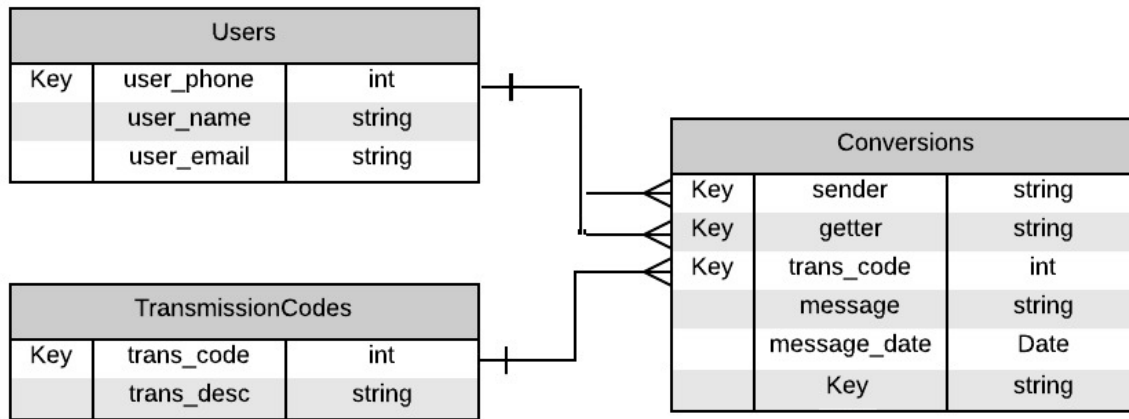 Users
Key user_phone int
user_name string
user_email string
Conversions
Key sender string
Key getter string
Key trans_code int
message string
message_date Date
Key string
TransmissionCodes
Key trans_code int
trans_desc string